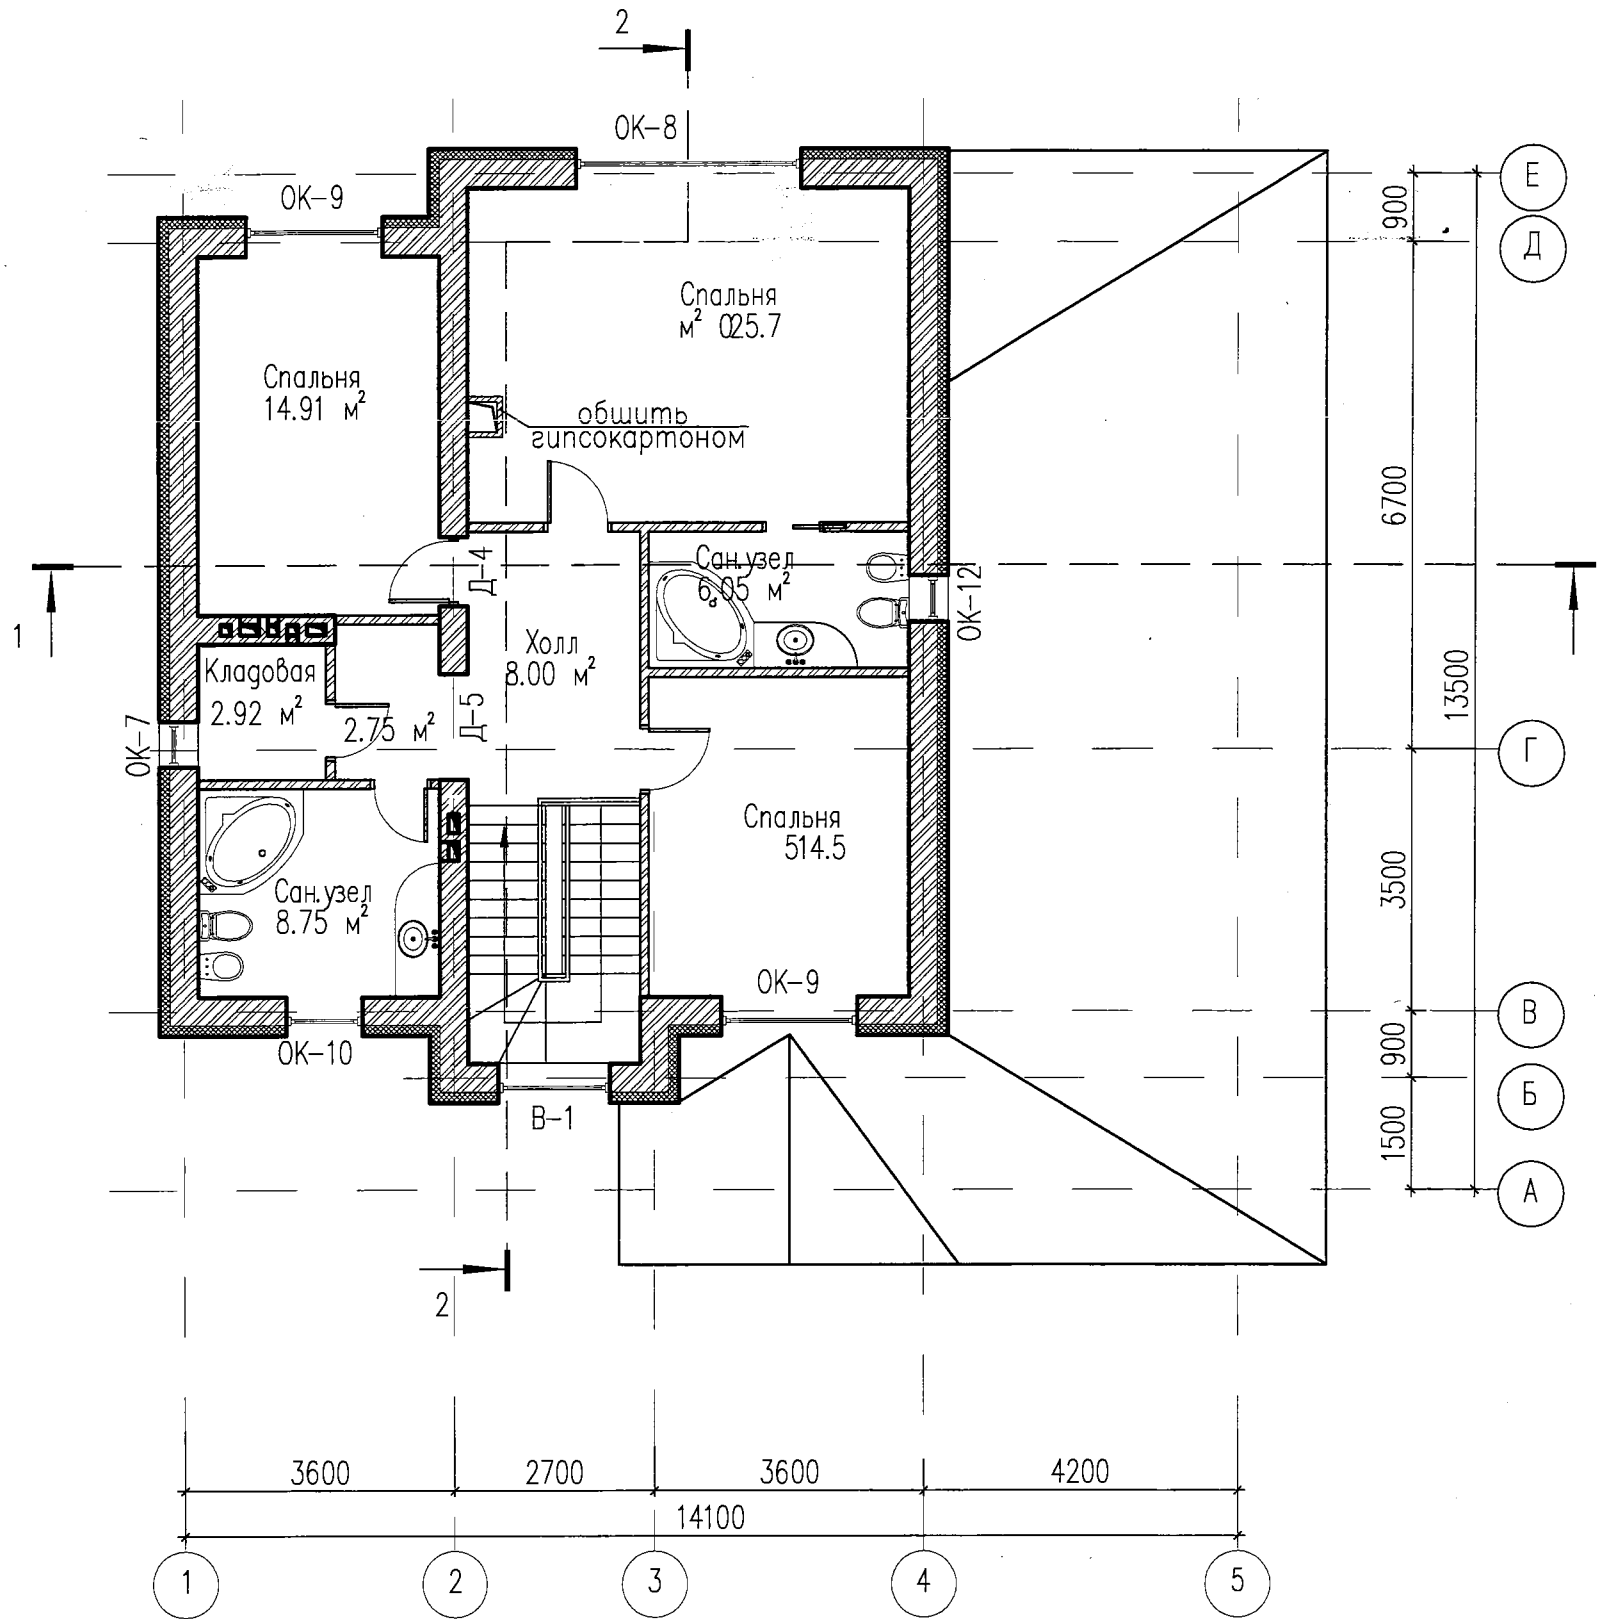 2
ОК-8
ОК-9
Е
900
Д
Спальня
м² 025.7
Спальня
14.91 м²
обшить
гипсокартоном
6700
13500
Д-4
Сан.узел
6.05 м²
ОК-12
1
Холл
8.00 м²
Кладовая
2.92 м²
2.75 м²
Д-5
ОК-7
Г
Спальня
514.5
3500
Сан.узел
8.75 м²
ОК-9
В
ОК-10
900
Б
В-1
1500
А
2
3600
2700
3600
4200
14100
1
2
3
4
5